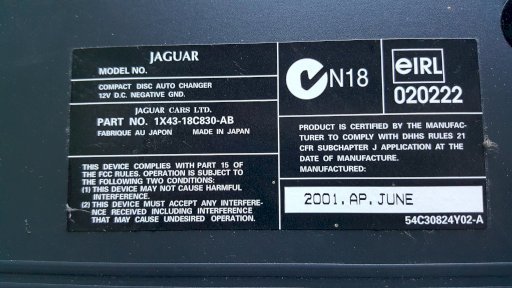 JAGUAR
MODEL NO.
COMPACT DISC AUTO CHANGER
12V D.C. NEGATIVE GND.
JAGUAR CARS LTD.
PART NO. 1X43-18C830-AB
FABRIQUE AU JAPON MADE IN JAPAN
THIS DEVICE COMPLIES WITH PART 15 OF
THE FCC RULES. OPERATION IS SUBJECT TO
THE FOLLOWING TWO CONDITIONS:
(1) THIS DEVICE MAY NOT CAUSE HARMFUL
INTERFERENCE.
(2) THIS DEVICE MUST ACCEPT ANY INTERFERE-
NCE RECEIVED INCLUDING INTERFERENCE
THAT MAY CAUSE UNDESIRED OPERATION.
N18
eIRL
020222
PRODUCT IS CERTIFIED BY THE MANUFAC-
TURER TO COMPLY WITH DHHS RULES 21
CFR SUBCHAPTER J APPLICATION AT THE
DATE OF MANUFACTURE.
MANUFACTURED:
2001.AP.JUNE
54C30824Y02-A